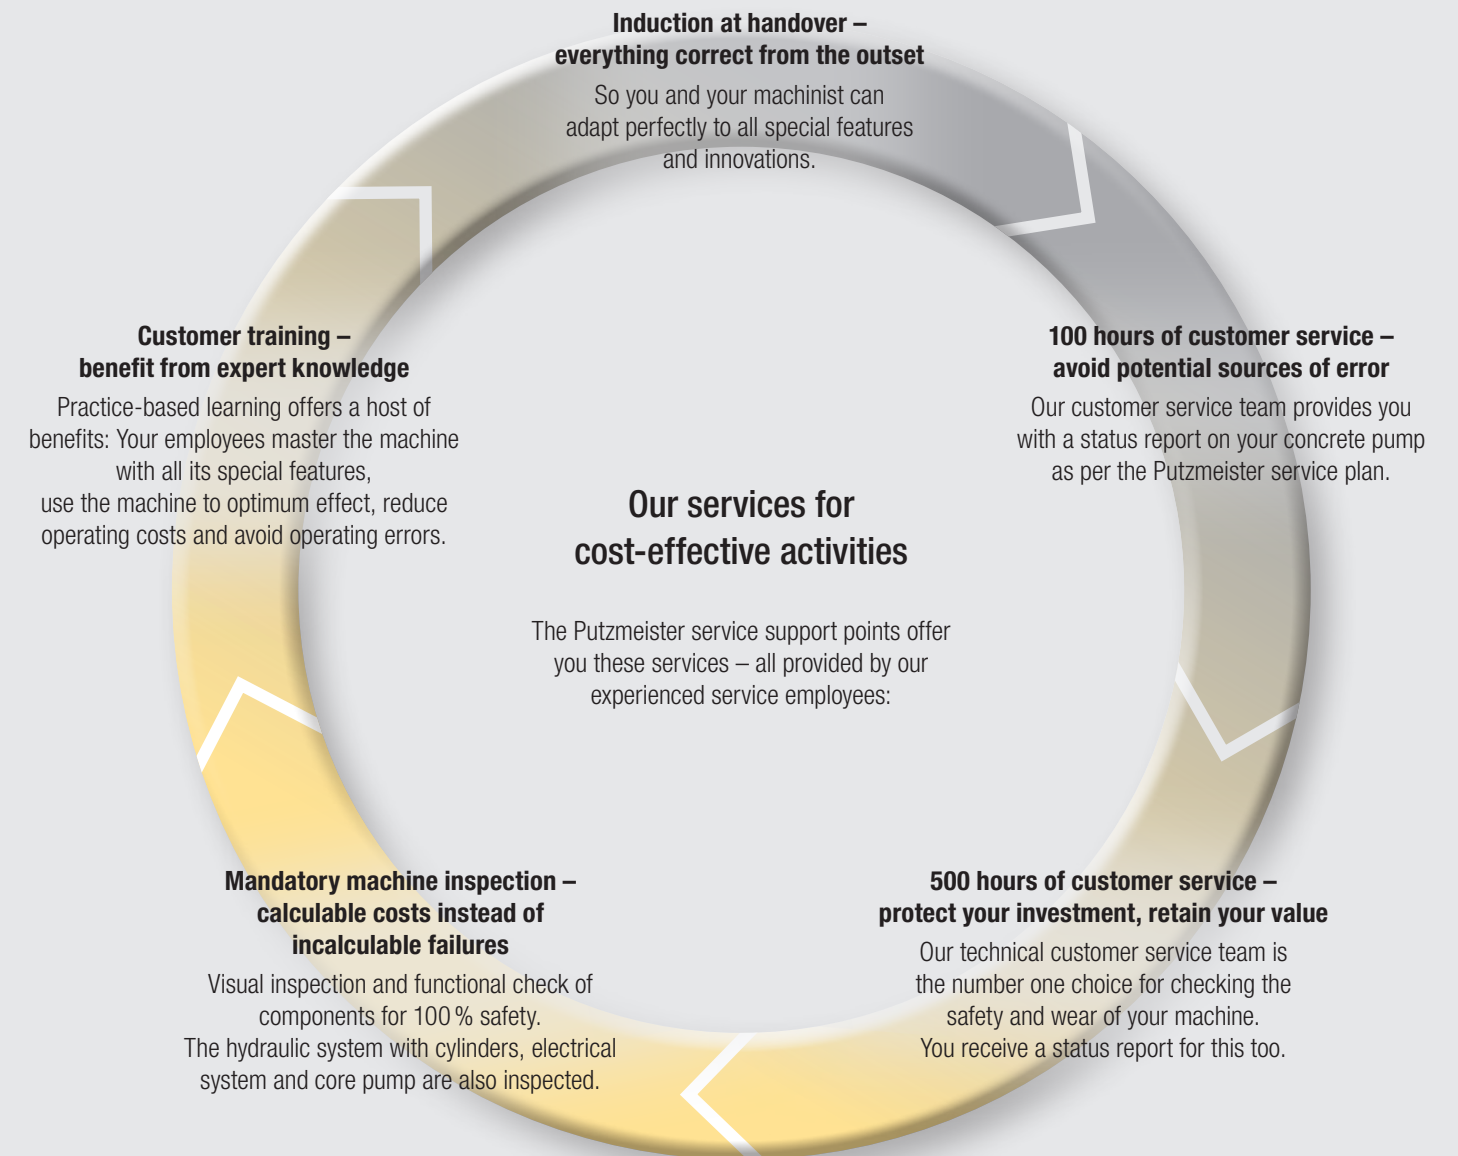 Induction at handover –
everything correct from the outset
So you and your machinist can
adapt perfectly to all special features
and innovations.
100 hours of customer service –
avoid potential sources of error
Our customer service team provides you
with a status report on your concrete pump
as per the Putzmeister service plan.
500 hours of customer service –
protect your investment, retain your value
Our technical customer service team is
the number one choice for checking the
safety and wear of your machine.
You receive a status report for this too.
Mandatory machine inspection –
calculable costs instead of
incalculable failures
Visual inspection and functional check of
components for 100 % safety.
The hydraulic system with cylinders, electrical
system and core pump are also inspected.
Customer training –
benefit from expert knowledge
Practice-based learning offers a host of
benefits: Your employees master the machine
with all its special features,
use the machine to optimum effect, reduce
operating costs and avoid operating errors.
Our services for
cost-effective activities
The Putzmeister service support points offer
you these services – all provided by our
experienced service employees: